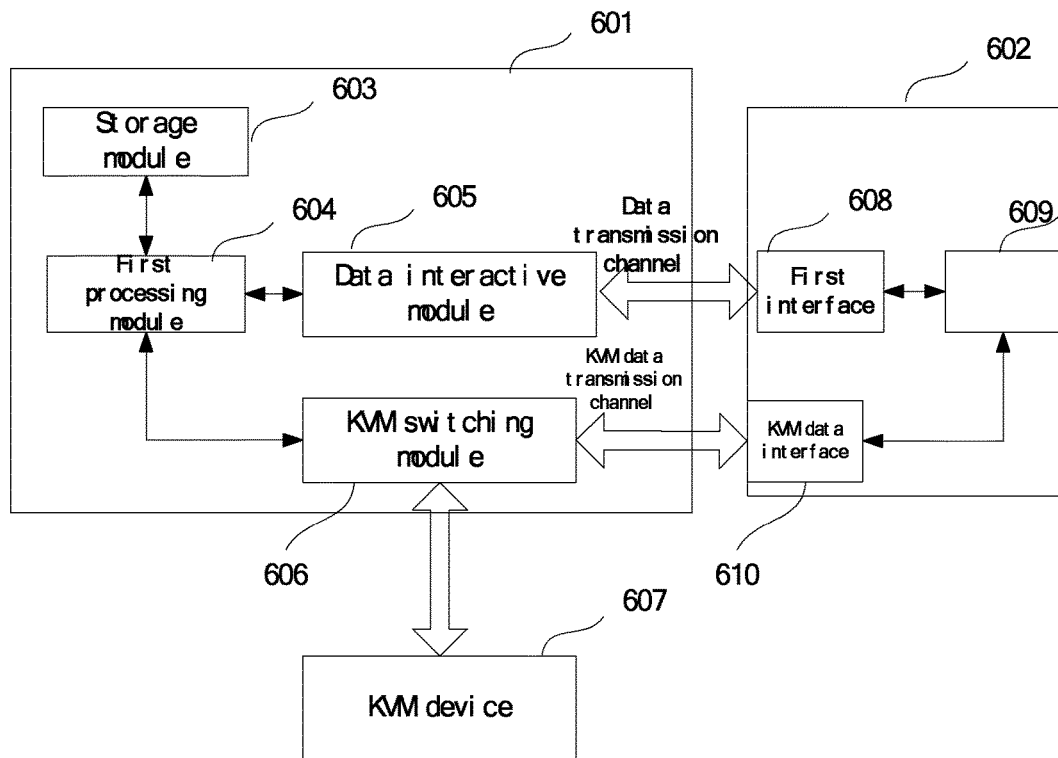 601
602
603
Storage
module
604
605
Data
transmission
channel
608
609
First
processing
module
Data interactive
module
First
interface
KVM data
transmission
channel
KVM switching
module
KVM data
interface
606
610
607
KVM device